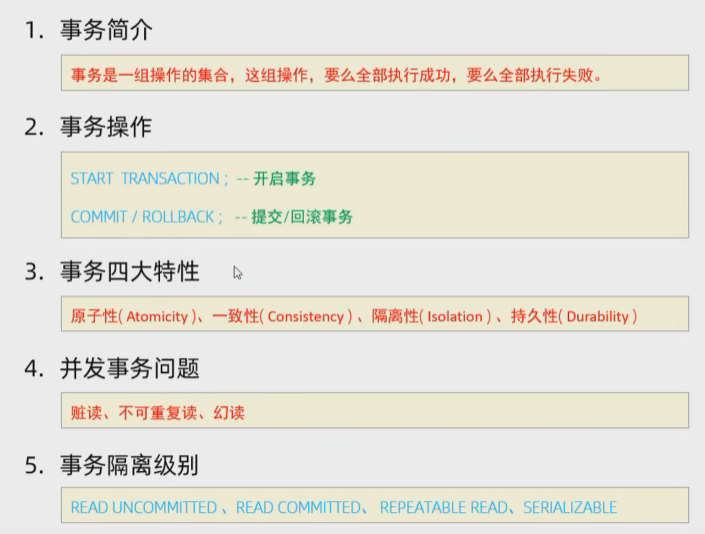 1. 事务简介
事务是一组操作的集合，这组操作，要么全部执行成功，要么全部执行失败。
2. 事务操作
START TRANSACTION ; -- 开启事务
COMMIT / ROLLBACK ; -- 提交/回滚事务
3. 事务四大特性
原子性( Atomicity )、一致性( Consistency ) 、隔离性( Isolation ) 、持久性( Durability )
4. 并发事务问题
脏读、不可重复读、幻读
5. 事务隔离级别
READ UNCOMMITTED 、READ COMMITTED、 REPEATABLE READ、SERIALIZABLE